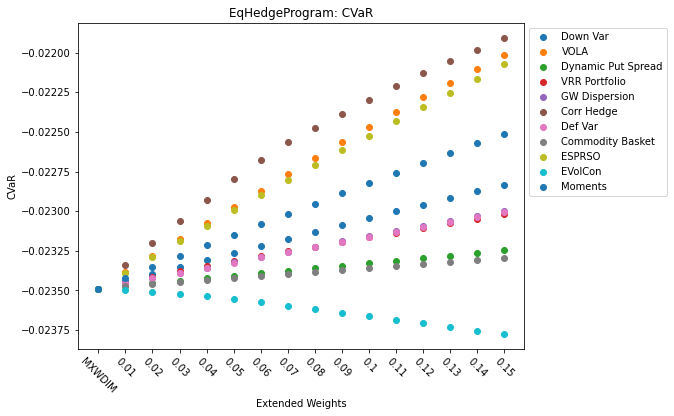 EqHedgeProgram: CVaR
CVaR
-0.02200
-0.02225
-0.02250
-0.02275
-0.02300
-0.02325
-0.02350
-0.02375
MXWDIM
0.01
0.02
0.03
0.04
0.05
0.06
0.07
0.08
0.09
0.1
0.11
0.12
0.13
0.14
0.15
Extended Weights
Down Var
VOLA
Dynamic Put Spread
VRR Portfolio
GW Dispersion
Corr Hedge
Def Var
Commodity Basket
ESPRSO
EVolCon
Moments